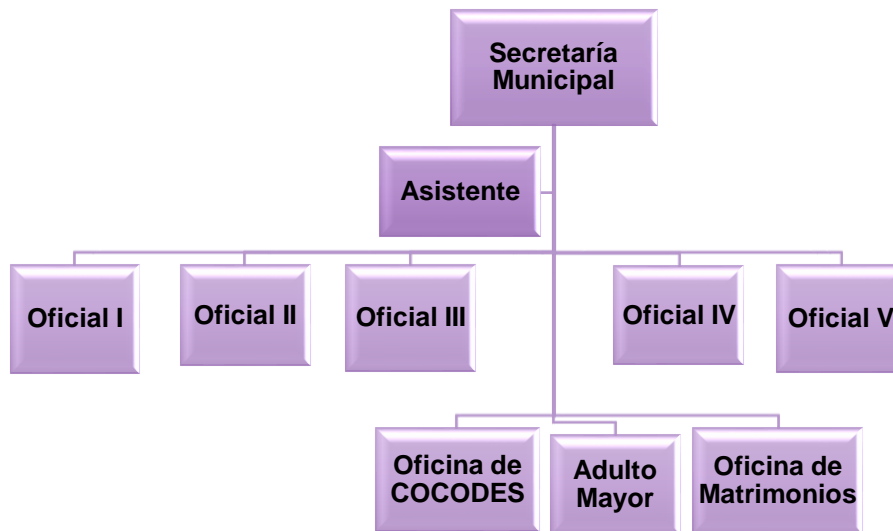 Secretaría
Municipal
Asistente
Oficial I
Oficial II
Oficial III
Oficial IV
Oficial V
Oficina de
COCODES
Adulto
Mayor
Oficina de
Matrimonios